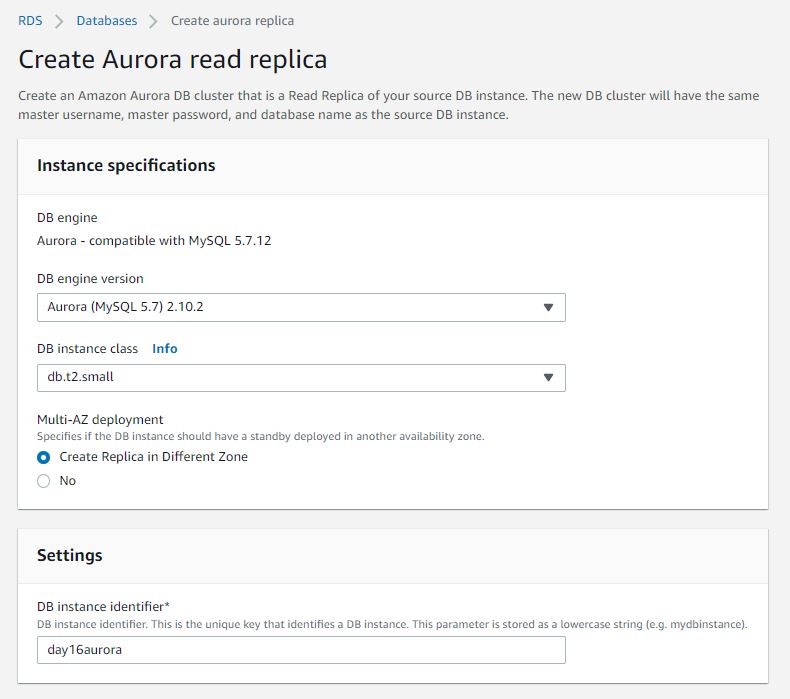 RDS > Databases > Create aurora replica
Create Aurora read replica
Create an Amazon Aurora DB cluster that is a Read Replica of your source DB instance. The new DB cluster will have the same
master username, master password, and database name as the source DB instance.
Instance specifications
DB engine
Aurora - compatible with MySQL 5.7.12
DB engine version
Aurora (MySQL 5.7) 2.10.2
DB instance class Info
db.t2.small
Multi-AZ deployment
Specifies if the DB instance should have a standby deployed in another availability zone.
Create Replica in Different Zone
No
Settings
DB instance identifier*
DB instance identifier. This is the unique key that identifies a DB instance. This parameter is stored as a lowercase string (e.g. mydbinstance).
day16aurora